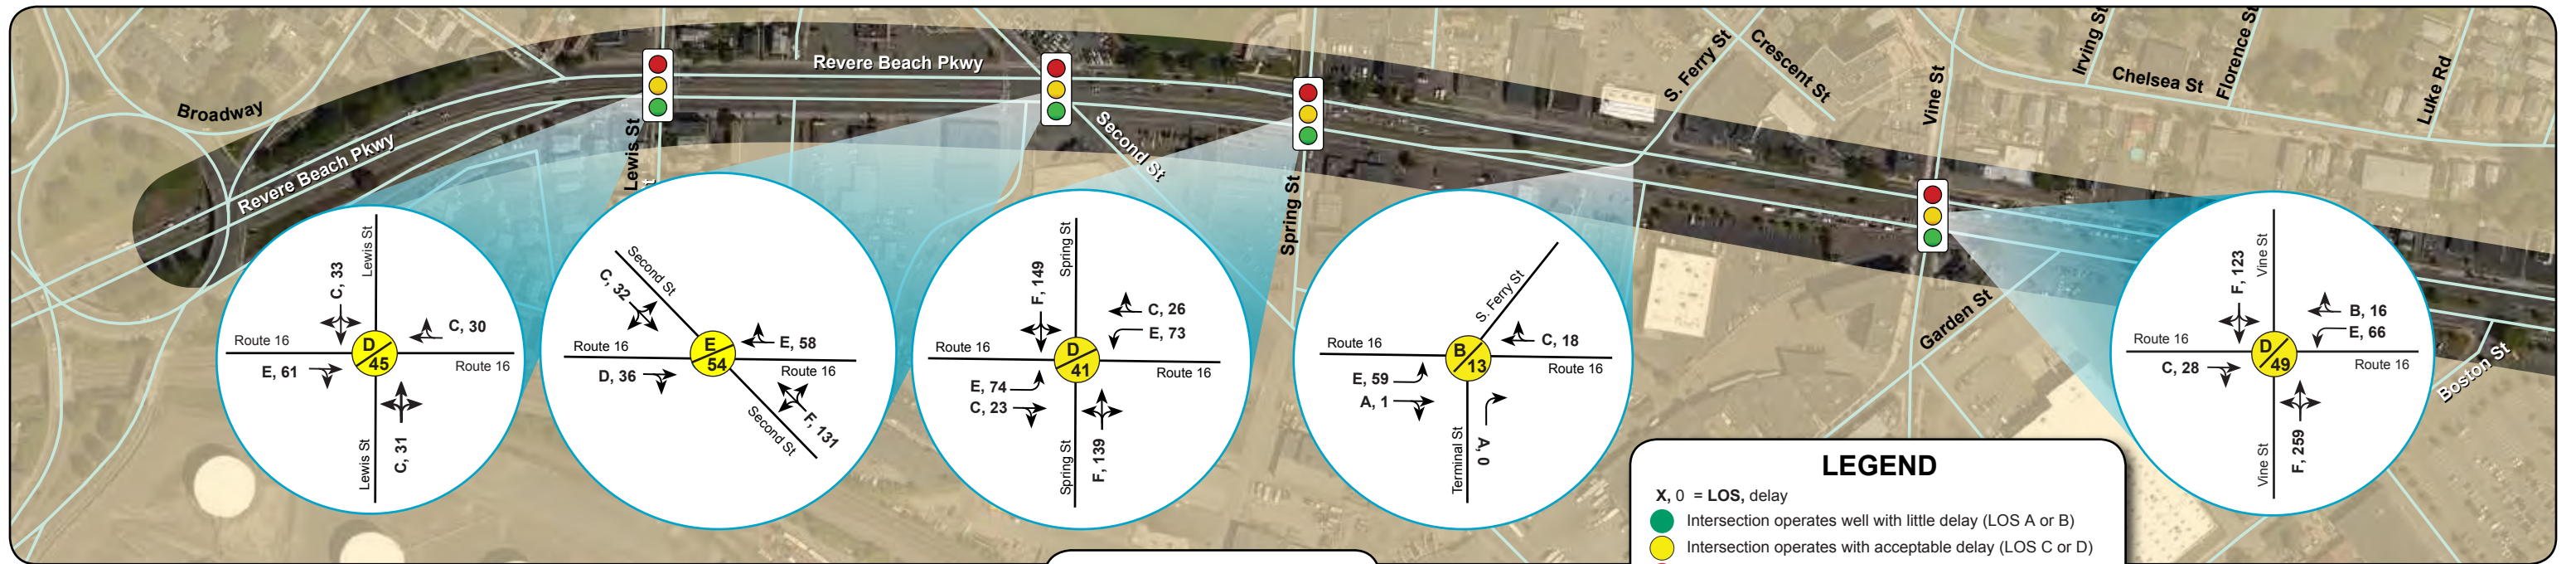 Broadway
Revere Beach Pkwy
Lewis St
t
Revere Beach Pkwy
Second St
Spring St
S. Ferry St
Crescent St
Vine St
Irving St
Chelsea St
Florence St
Luke Rd
Garden St
Boston St
Lewis St
C, 33
C, 30
Route 16
D
45
Route 16
E, 61
Lewis St
C, 31
Second St
C, 32
E, 58
Route 16
E
54
Route 16
D, 36
Second St
F, 131
Spring St
F, 149
C, 26
E, 73
Route 16
D
41
Route 16
E, 74
C, 23
Spring St
F, 139
S. Ferry St
C, 18
Route 16
B
13
Route 16
E, 59
A, 1
Terminal St
A, 0
Vine St
F, 123
B, 16
E, 66
Route 16
D
49
Route 16
C, 28
Vine St
F, 259
LEGEND
X, 0 = LOS, delay
Intersection operates well with little delay (LOS A or B)
Intersection operates with acceptable delay (LOS C or D)